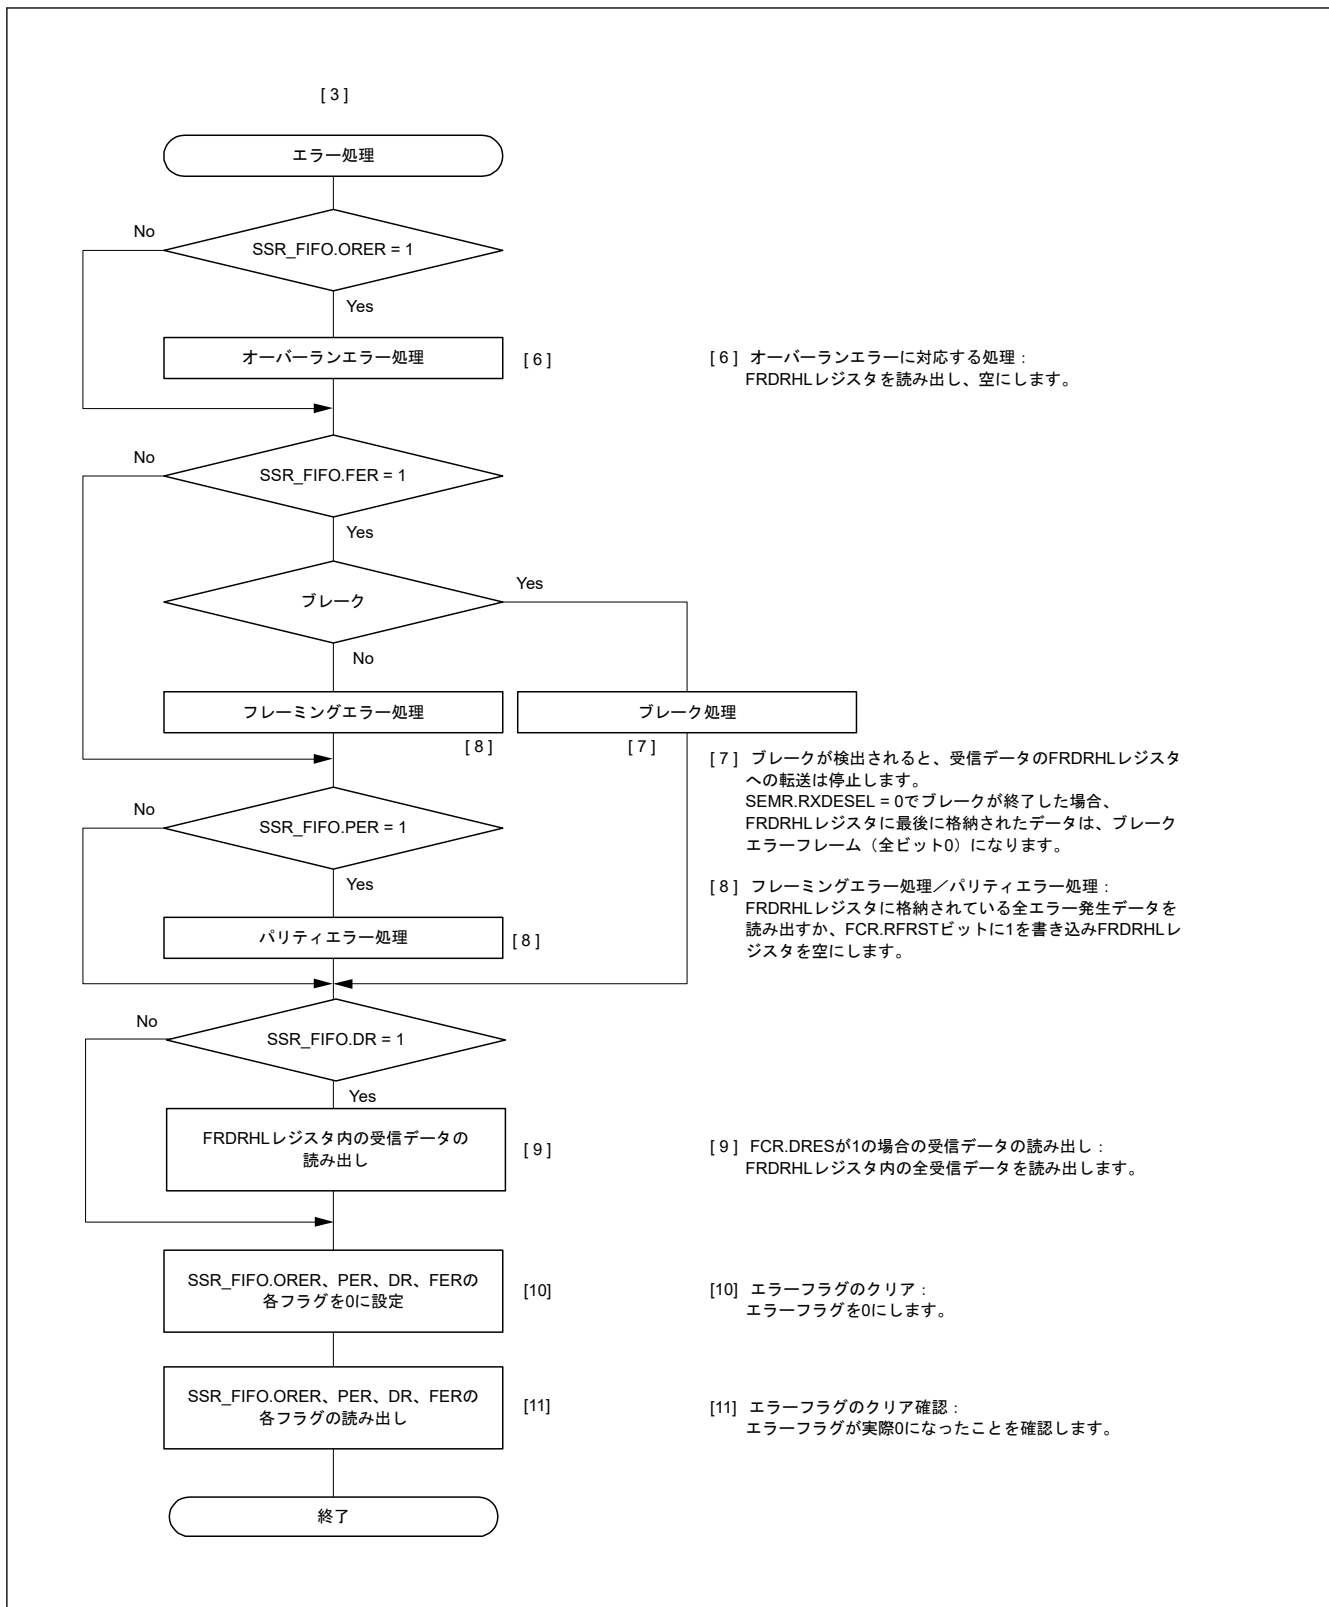 [ 3 ]
エラー処理
No
SSR_FIFO.ORER = 1
Yes
オーバーランエラー処理
[ 6 ]
[ 6 ] オーバーランエラーに対応する処理：
FRDRHLレジスタを読み出し、空にします。
No
SSR_FIFO.FER = 1
Yes
ブレーク
Yes
No
フレーミングエラー処理
ブレーク処理
[ 8 ]
[ 7 ]
[ 7 ] ブレークが検出されると、受信データのFRDRHLレジスタ
への転送は停止します。
SEMR.RXDESEL = 0でブレークが終了した場合、
FRDRHLレジスタに最後に格納されたデータは、ブレーク
エラーフレーム（全ビット0）になります。
No
SSR_FIFO.PER = 1
Yes
パリティエラー処理
[ 8 ]
[ 8 ] フレーミングエラー処理／パリティエラー処理：
FRDRHLレジスタに格納されている全エラー発生データを
読み出すか、FCR.RFRSTビットに1を書き込みFRDRHLレ
ジスタを空にします。
No
SSR_FIFO.DR = 1
Yes
FRDRHLレジスタ内の受信データの
読み出し
[ 9 ]
[ 9 ] FCR.DRESが1の場合の受信データの読み出し：
FRDRHLレジスタ内の全受信データを読み出します。
SSR_FIFO.ORER、PER、DR、FERの
各フラグを0に設定
[10]
[10] エラーフラグのクリア：
エラーフラグを0にします。
SSR_FIFO.ORER、PER、DR、FERの
各フラグの読み出し
[11]
[11] エラーフラグのクリア確認：
エラーフラグが実際0になったことを確認します。
終了